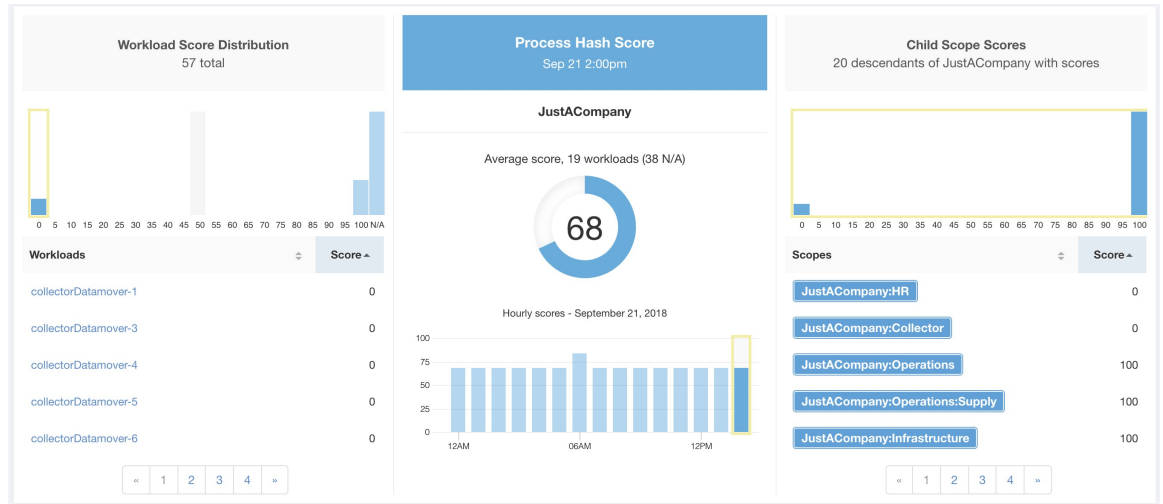 Workload Score Distribution
57 total
0 5 10 15 20 25 30 35 40 45 50 55 60 65 70 75 80 85 90 95 100 N/A
Workloads Score
collectorDatamover-1 0
collectorDatamover-3 0
collectorDatamover-4 0
collectorDatamover-5 0
collectorDatamover-6 0
« 1 2 3 4 »
Process Hash Score
Sep 21 2:00pm
JustACompany
Average score, 19 workloads (38 N/A)
68
Hourly scores - September 21, 2018
100
75
50
25
0
12AM 06AM 12PM
Child Scope Scores
20 descendants of JustACompany with scores
0 5 10 15 20 25 30 35 40 45 50 55 60 65 70 75 80 85 90 95 100
Scopes Score
JustACompany:HR 0
JustACompany:Collector 0
JustACompany:Operations 100
JustACompany:Operations:Supply 100
JustACompany:Infrastructure 100
« 1 2 3 4 »